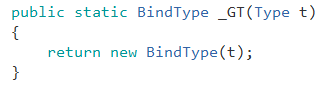 public static BindType _GT(Type t)
{
    return new BindType(t);
}